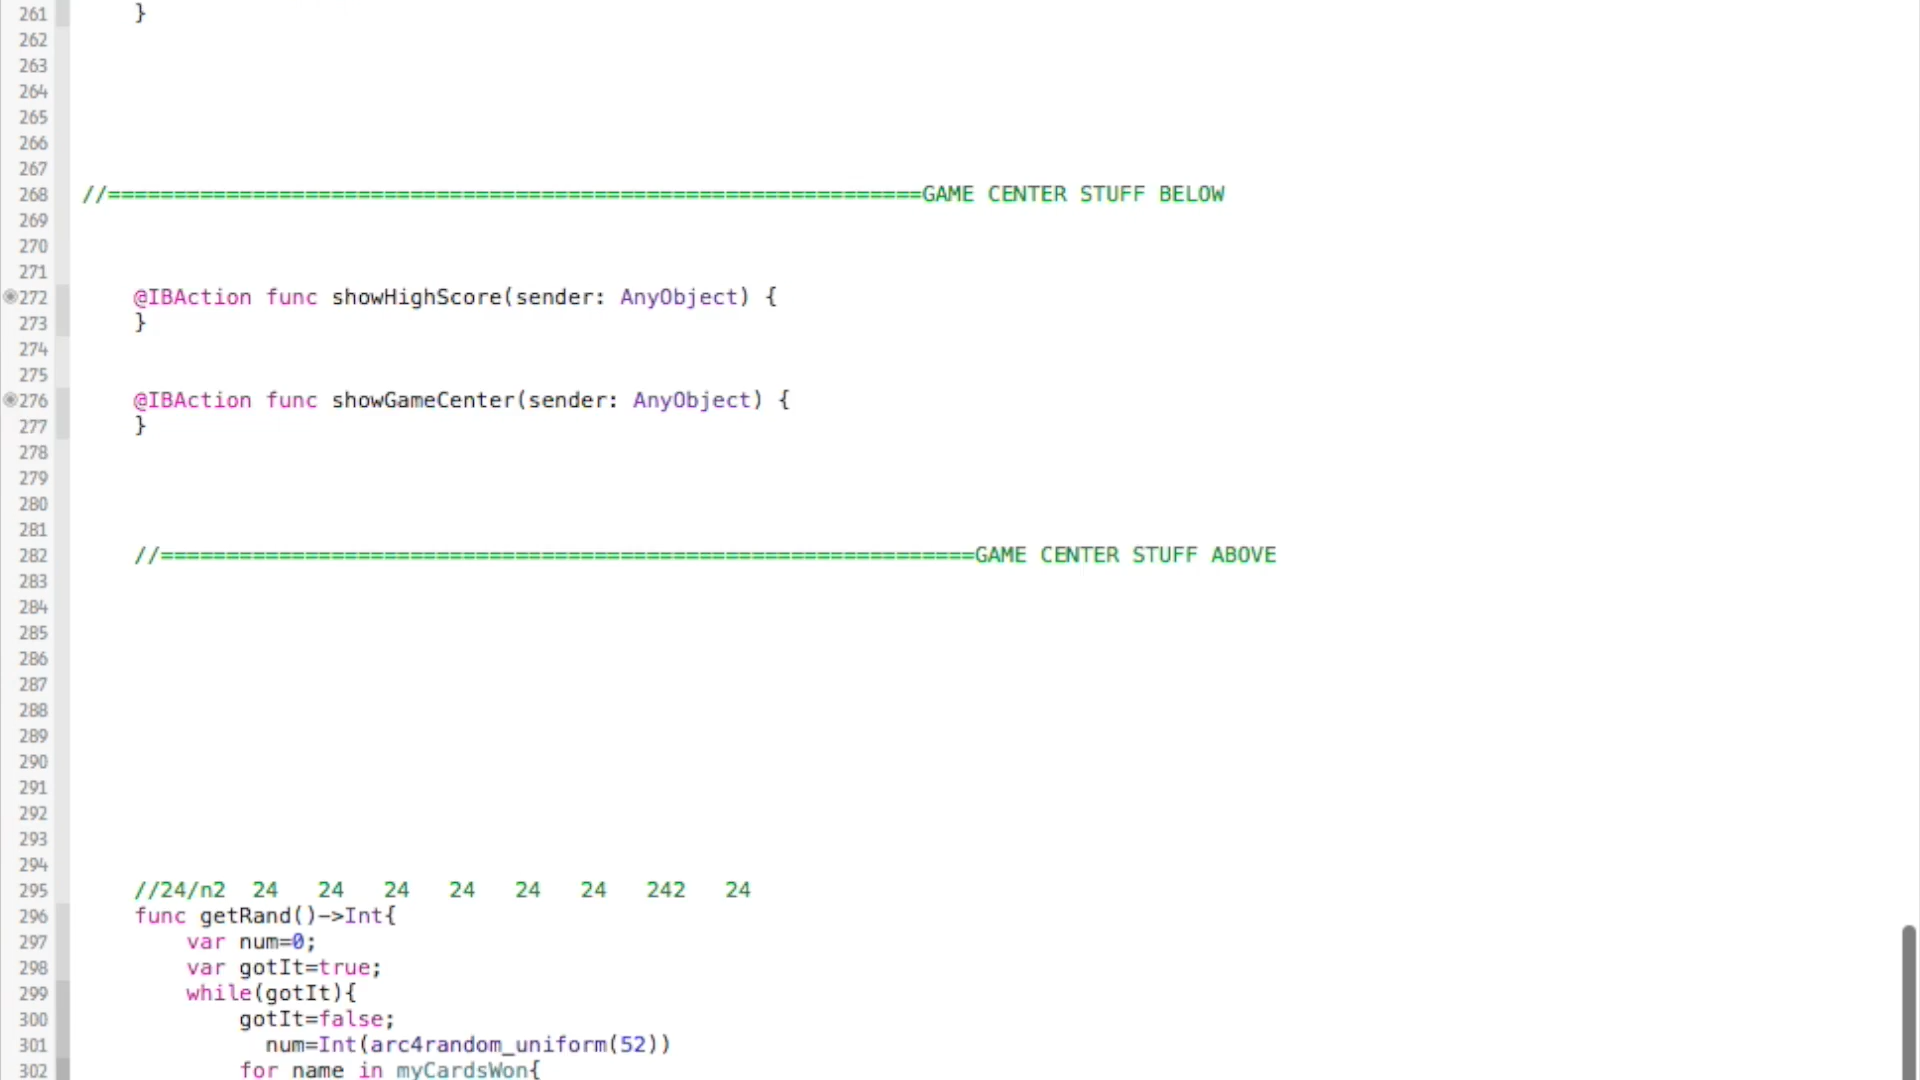 261 }
262
263
264
265
266
267
268 //==============================================================GAME CENTER STUFF BELOW
269
270
271
272 @IBAction func showHighScore(sender: AnyObject) {
273 }
274
275
276 @IBAction func showGameCenter(sender: AnyObject) {
277 }
278
279
280
281
282 //==============================================================GAME CENTER STUFF ABOVE
283
284
285
286
287
288
289
290
291
292
293
294
295 //24/n2  24   24   24   24   24   24   242   24
296 func getRand()->Int{
297 var num=0;
298 var gotIt=true;
299 while(gotIt){
300 gotIt=false;
301 num=Int(arc4random_uniform(52))
302 for name in myCardsWon{